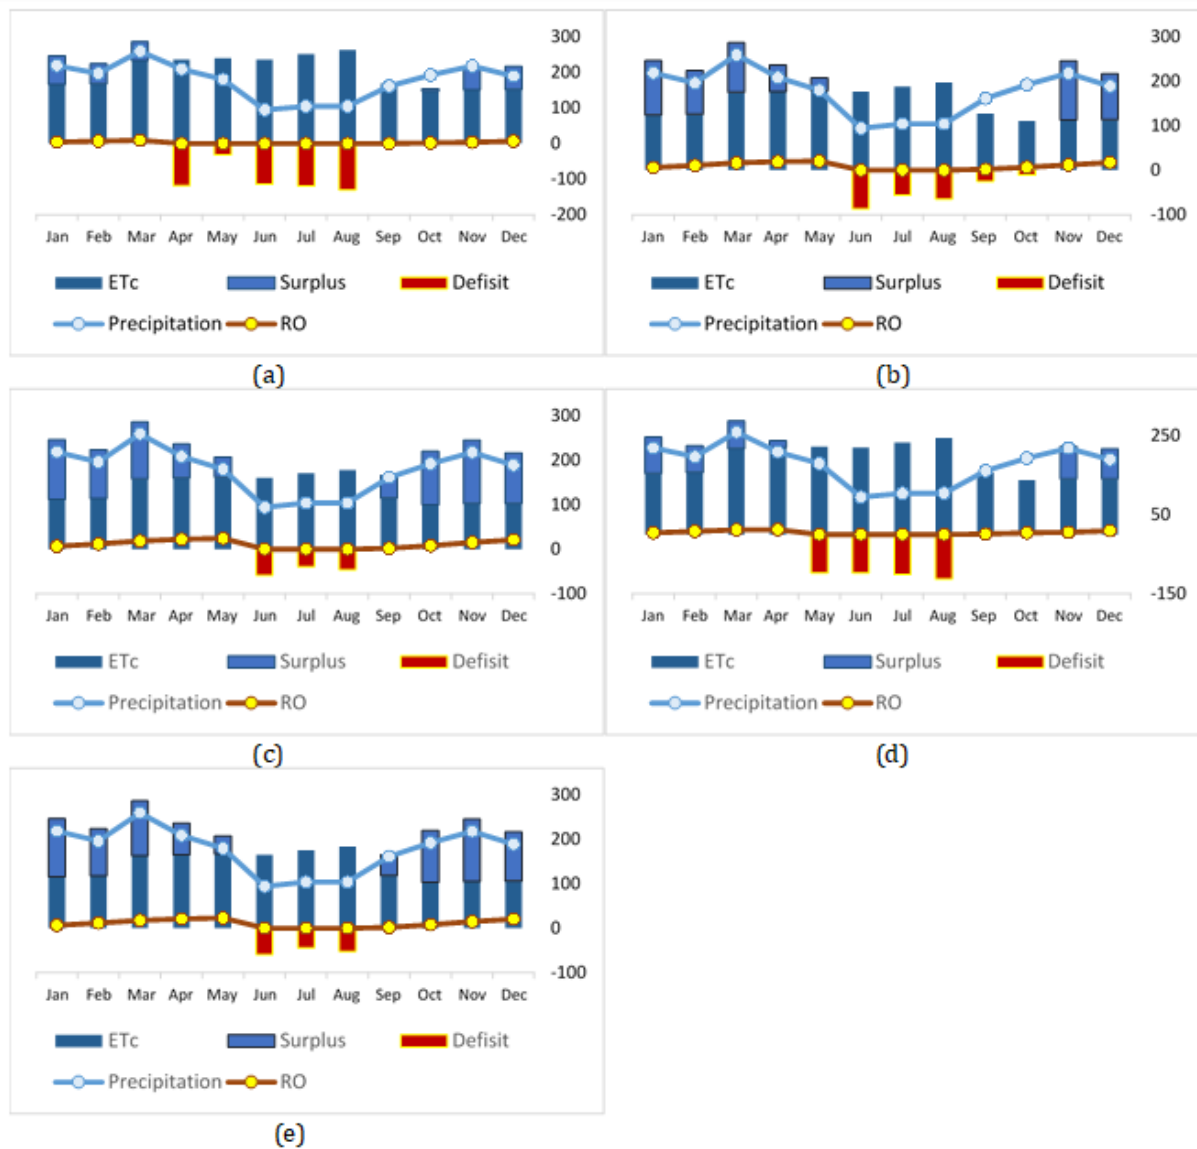 300
200
100
0
-100
-200
Jan Feb Mar Apr May Jun Jul Aug Sep Oct Nov Dec
ETc Surplus Defisit
Precipitation RO
(a)
300
200
100
0
-100
Jan Feb Mar Apr May Jun Jul Aug Sep Oct Nov Dec
ETc Surplus Defisit
Precipitation RO
(b)
300
200
100
0
-100
Jan Feb Mar Apr May Jun Jul Aug Sep Oct Nov Dec
ETc Surplus Defisit
Precipitation RO
(c)
250
50
-150
Jan Feb Mar Apr May Jun Jul Aug Sep Oct Nov Dec
ETc Surplus Defisit
Precipitation RO
(d)
300
200
100
0
-100
Jan Feb Mar Apr May Jun Jul Aug Sep Oct Nov Dec
ETc Surplus Defisit
Precipitation RO
(e)